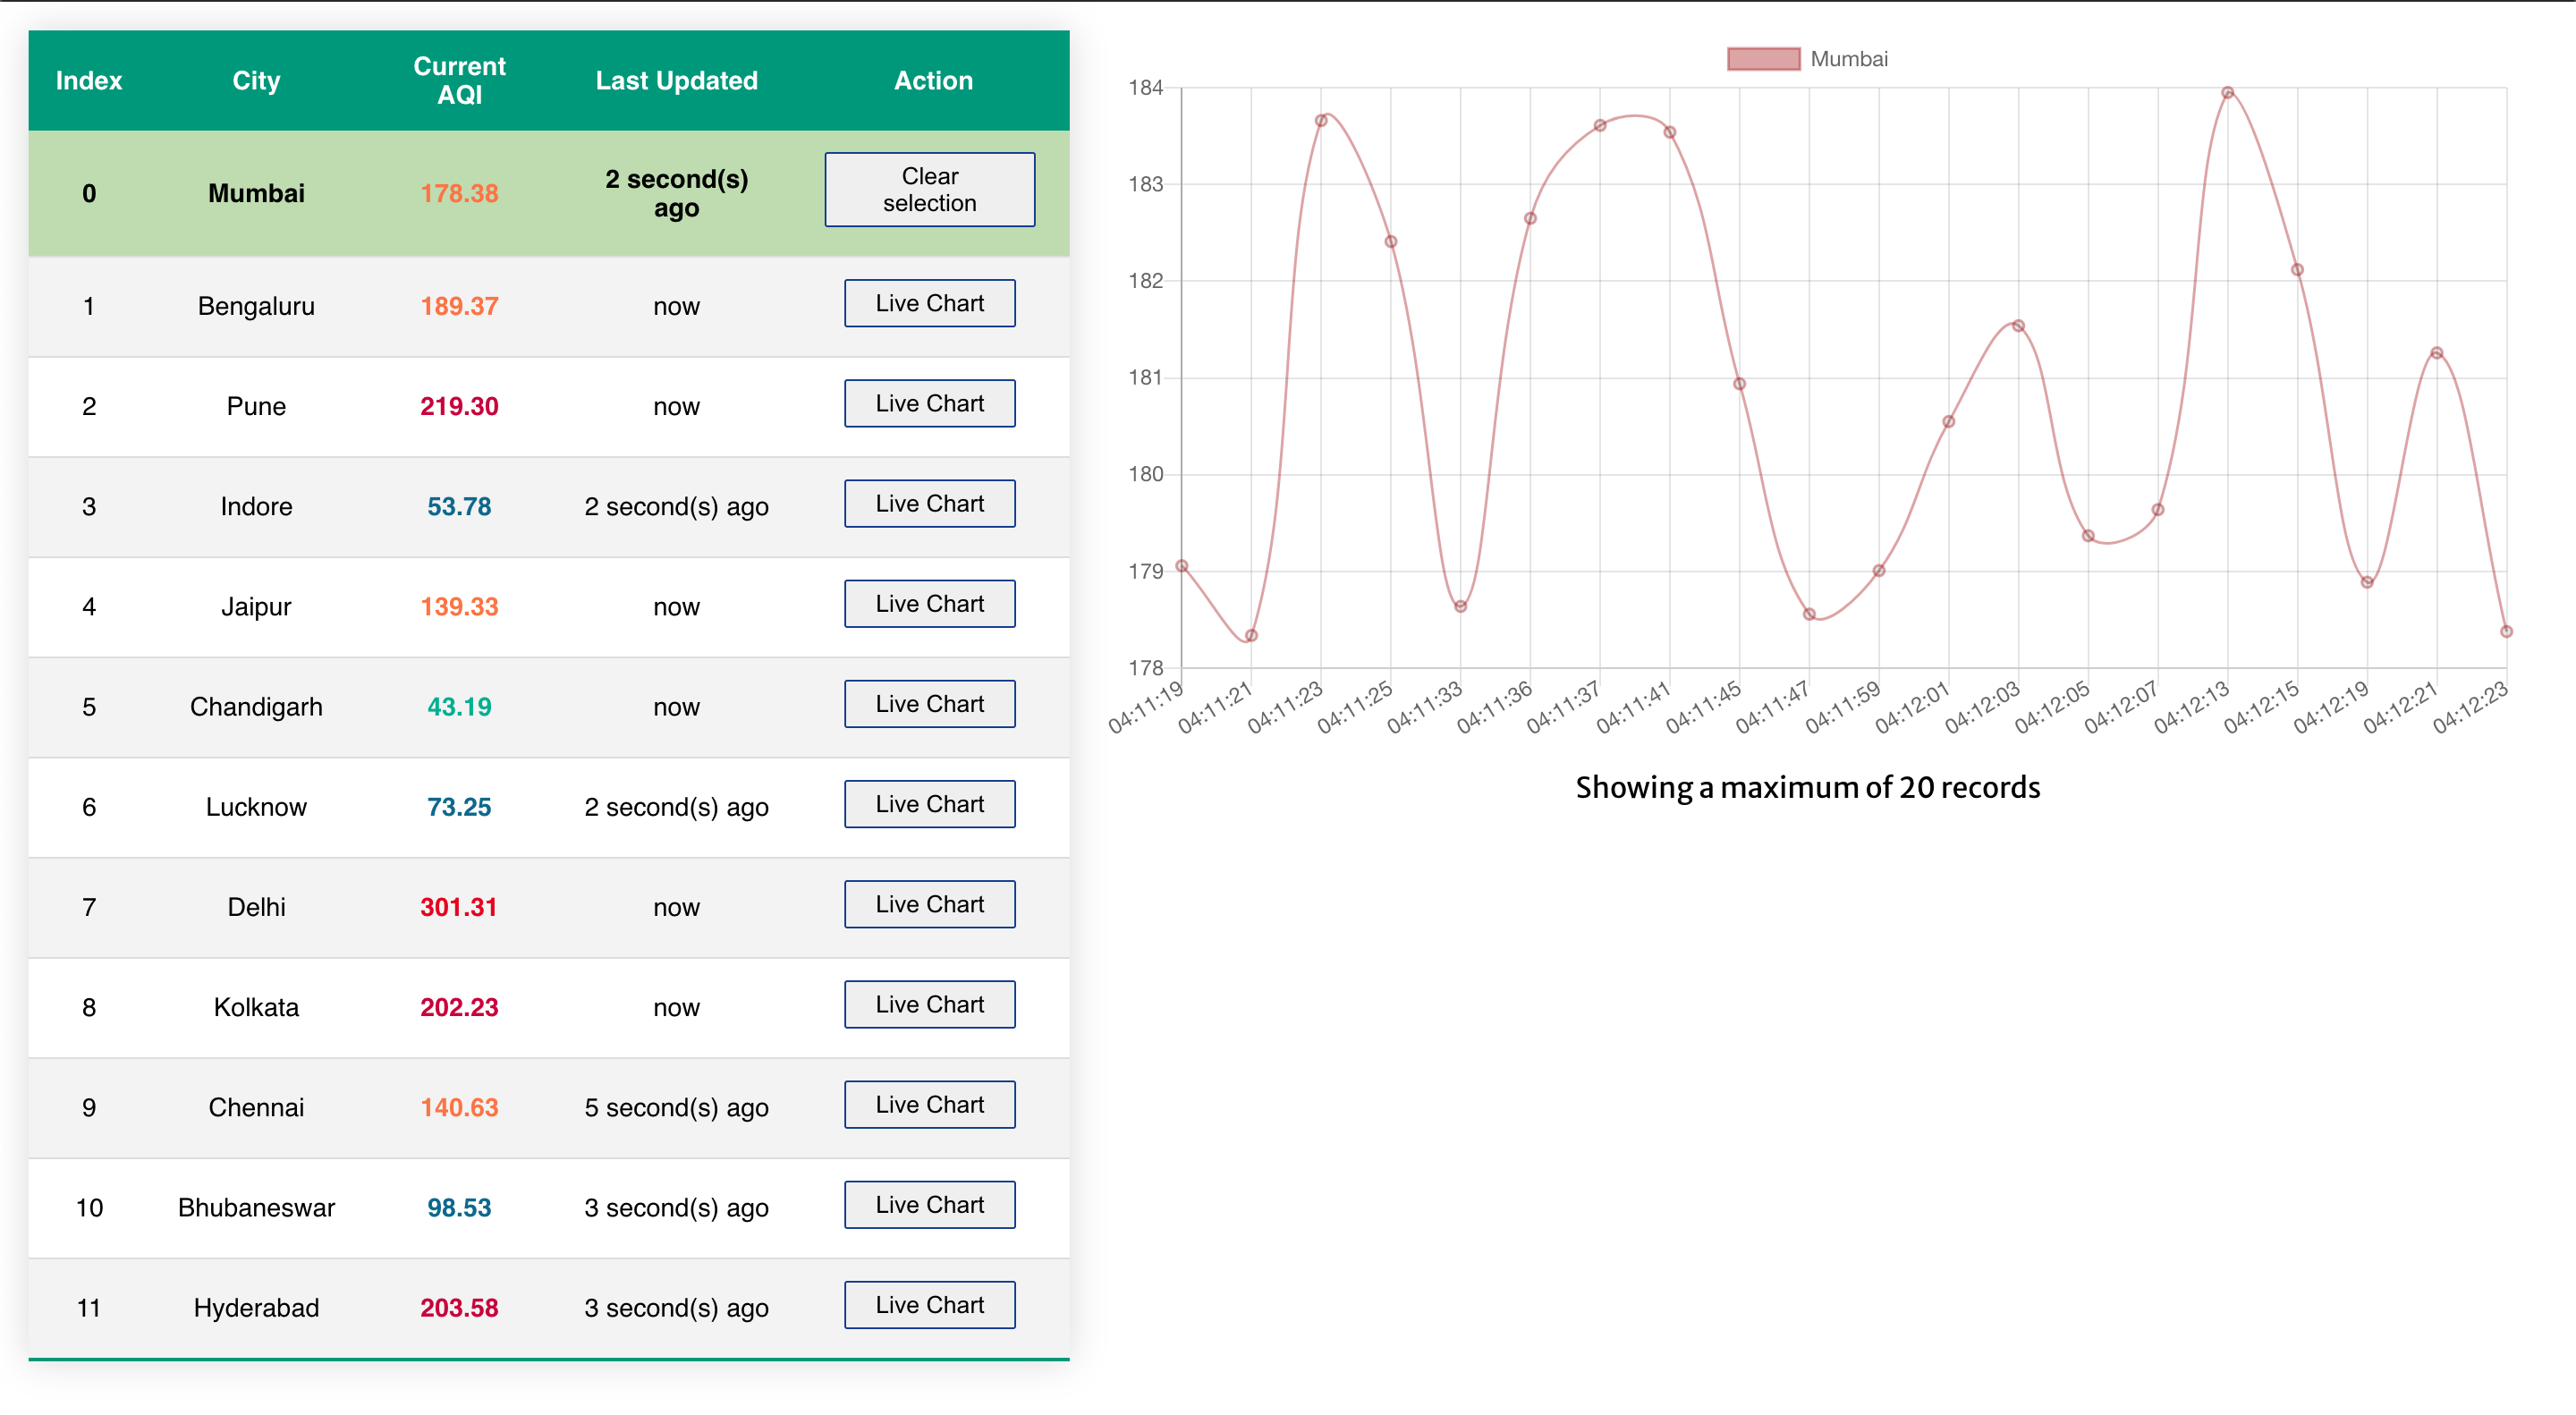 Index City Current AQI Last Updated Action
0 Mumbai 178.38 2 second(s) ago Clear selection
1 Bengaluru 189.37 now Live Chart
2 Pune 219.30 now Live Chart
3 Indore 53.78 2 second(s) ago Live Chart
4 Jaipur 139.33 now Live Chart
5 Chandigarh 43.19 now Live Chart
6 Lucknow 73.25 2 second(s) ago Live Chart
7 Delhi 301.31 now Live Chart
8 Kolkata 202.23 now Live Chart
9 Chennai 140.63 5 second(s) ago Live Chart
10 Bhubaneswar 98.53 3 second(s) ago Live Chart
11 Hyderabad 203.58 3 second(s) ago Live Chart
Mumbai
184
183
182
181
180
179
178
04:11:19 04:11:21 04:11:23 04:11:25 04:11:33 04:11:36 04:11:37 04:11:41 04:11:45 04:11:47 04:11:59 04:12:01 04:12:03 04:12:05 04:12:07 04:12:13 04:12:15 04:12:19 04:12:21 04:12:23
Showing a maximum of 20 records